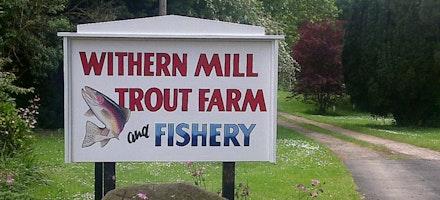 WITHERN MILL
TROUT FARM
and FISHERY